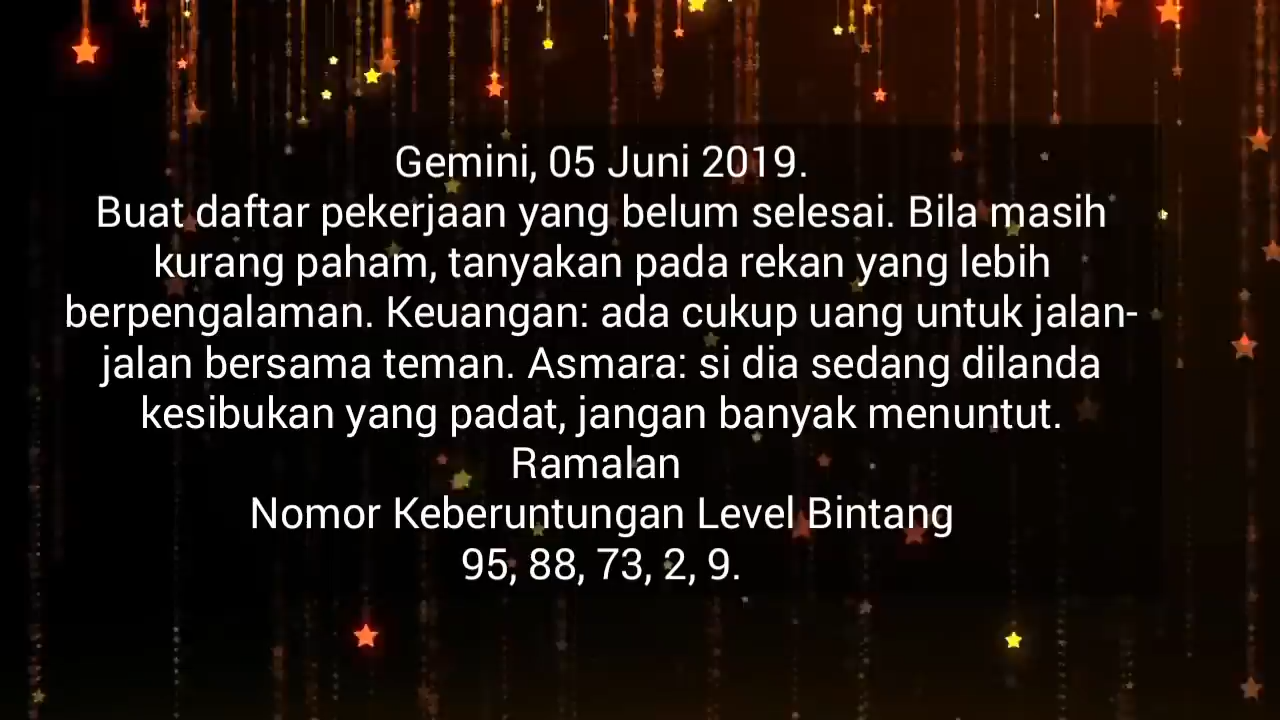 Gemini, 05 Juni 2019.
Buat daftar pekerjaan yang belum selesai. Bila masih
kurang paham, tanyakan pada rekan yang lebih
berpengalaman. Keuangan: ada cukup uang untuk jalan-
jalan bersama teman. Asmara: si dia sedang dilanda
kesibukan yang padat, jangan banyak menuntut.
Ramalan
Nomor Keberuntungan Level Bintang
95, 88, 73, 2, 9.